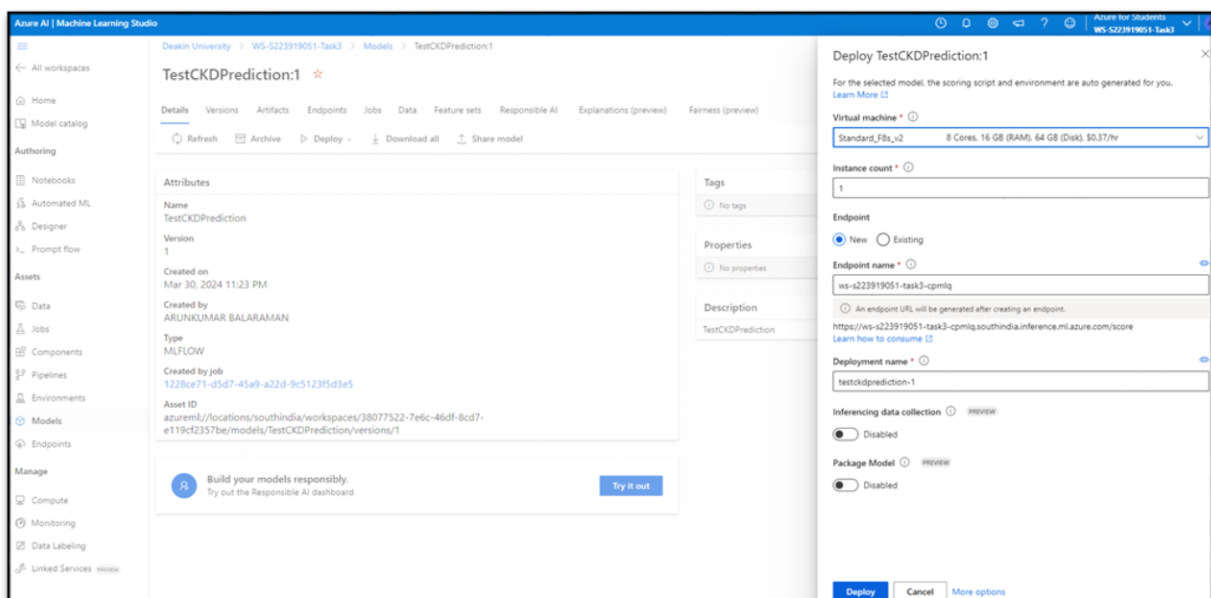 Azure AI | Machine Learning Studio
Azure for Students
WS-S223919051-Task3
All workspaces
Home
Model catalog
Authoring
Notebooks
Automated ML
Designer
Prompt flow
Assets
Data
Jobs
Components
Pipelines
Environments
Models
Endpoints
Manage
Compute
Monitoring
Data Labeling
Linked Services PREVIEW
Deakin University > WS-S223919051-Task3 > Models > TestCKDPrediction:1
TestCKDPrediction:1
Details Versions Artifacts Endpoints Jobs Data Feature sets Responsible AI Explanations (preview) Fairness (preview)
Refresh Archive Deploy Download all Share model
Attributes
Name
TestCKDPrediction
Version
1
Created on
Mar 30, 2024 11:23 PM
Created by
ARUNKUMAR BALARAMAN
Type
MLFLOW
Created by job
1228ce71-d5d7-45a9-a22d-9c5123f5d3e5
Asset ID
azureml://locations/southindia/workspaces/38077522-7e6c-46df-8cd7-
e119cf2357be/models/TestCKDPrediction/versions/1
Build your models responsibly.
Try out the Responsible AI dashboard
Try it out
Tags
No tags
Properties
No properties
Description
TestCKDPrediction
Deploy TestCKDPrediction:1
For the selected model, the scoring script and environment are auto generated for you.
Learn More
Virtual machine *
Standard_F8s_v2 8 Cores, 16 GB (RAM), 64 GB (Disk), $0.37/hr
Instance count *
1
Endpoint
New Existing
Endpoint name *
ws-s223919051-task3-cpmlq
An endpoint URL will be generated after creating an endpoint.
https://ws-s223919051-task3-cpmlq.southindia.inference.ml.azure.com/score
Learn how to consume
Deployment name *
testckdprediction-1
Inferencing data collection PREVIEW
Disabled
Package Model PREVIEW
Disabled
Deploy Cancel More options